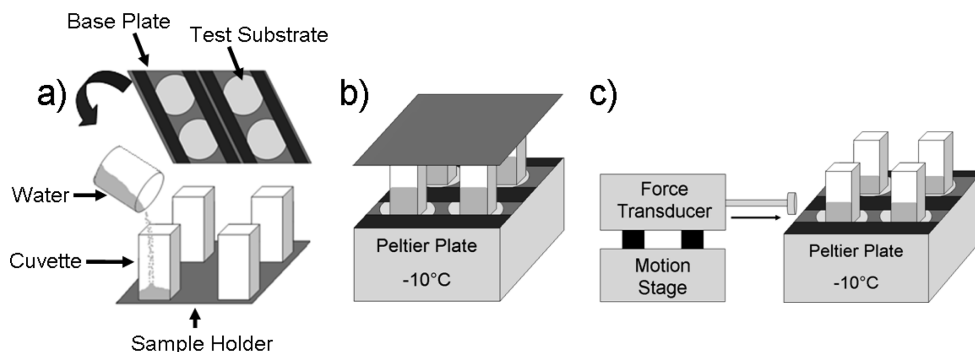 a)
Base Plate
Test Substrate
Water
Cuvette
Sample Holder
b)
Peltier Plate
-10°C
c)
Force
Transducer
Motion
Stage
Peltier Plate
-10°C